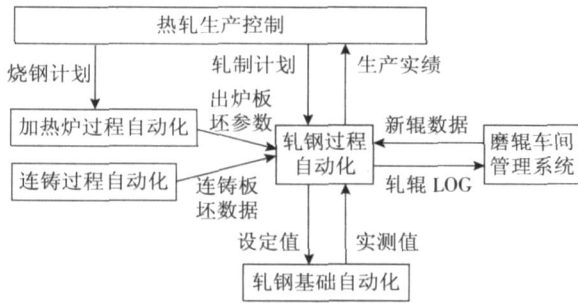 热轧生产控制
烧钢计划
轧制计划
生产实绩
出炉板
坯参数
加热炉过程自动化
轧钢过程
自动化
新辊数据
磨辊车间
管理系统
连铸过程自动化
连铸板
坯数据
轧辊 LOG
设定值
实测值
轧钢基础自动化